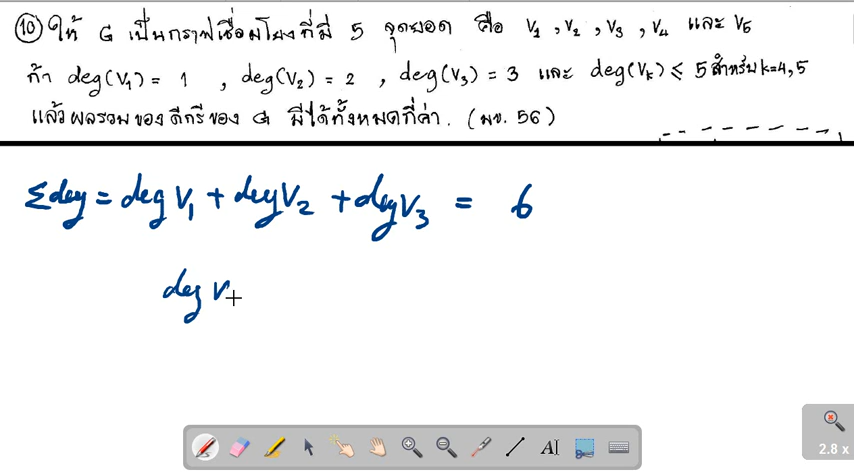 ⑩ ให้ G เป็นกราฟเชื่อมโยงที่มี 5 จุดยอด คือ V₁ , V₂ , V₃ , V₄ และ V₅
ถ้า deg(V₁) = 1 , deg(V₂) = 2 , deg(V₃) = 3 และ deg(Vₖ) ≤ 5 สำหรับ k=4,5
แล้วผลรวมของดีกรีของ G มีได้ทั้งหมดกี่ค่า. (มข. 56)
Σdeg = deg V₁ + deg V₂ + deg V₃ = 6
deg V
AI
2.8 x